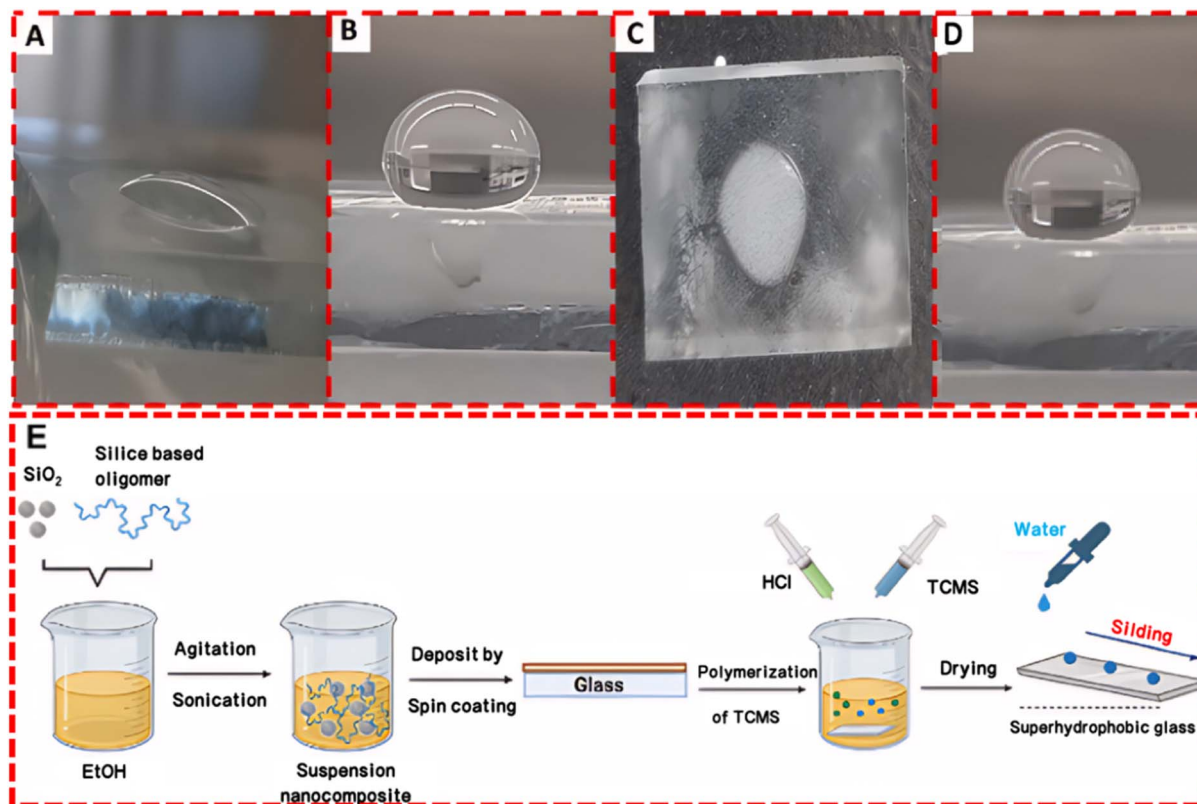 A
B
C
D
E
SiO₂
Silice based
oligomer
EtOH
Agitation
Sonication
Suspension
nanocomposite
Deposit by
Spin coating
Glass
Polymerization
of TCMS
HCl
TCMS
Drying
Water
Silding
Superhydrophobic glass